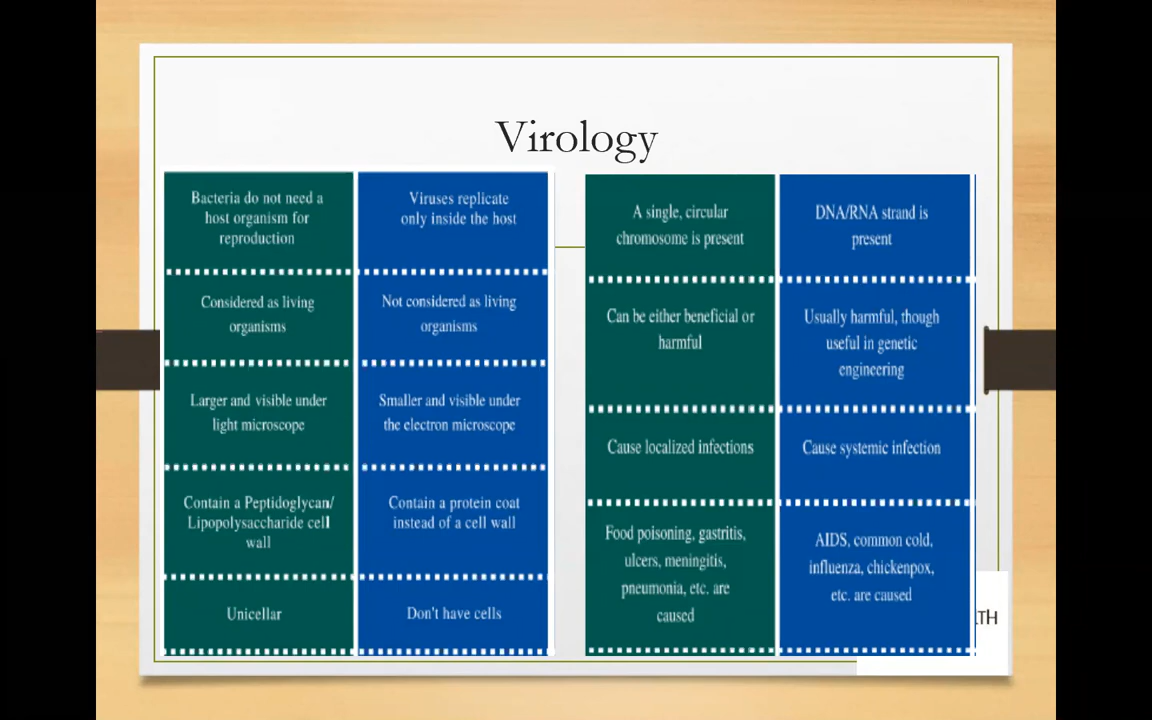 Virology
Bacteria do not need a
host organism for
reproduction
Viruses replicate
only inside the host
Considered as living
organisms
Not considered as living
organisms
Larger and visible under
light microscope
Smaller and visible under
the electron microscope
Contain a Peptidoglycan/
Lipopolysaccharide cell
wall
Contain a protein coat
instead of a cell wall
Unicellar
Don't have cells
A single, circular
chromosome is present
DNA/RNA strand is
present
Can be either beneficial or
harmful
Usually harmful, though
useful in genetic
engineering
Cause localized infections
Cause systemic infection
Food poisoning, gastritis,
ulcers, meningitis,
pneumonia, etc. are
caused
AIDS, common cold,
influenza, chickenpox,
etc. are caused